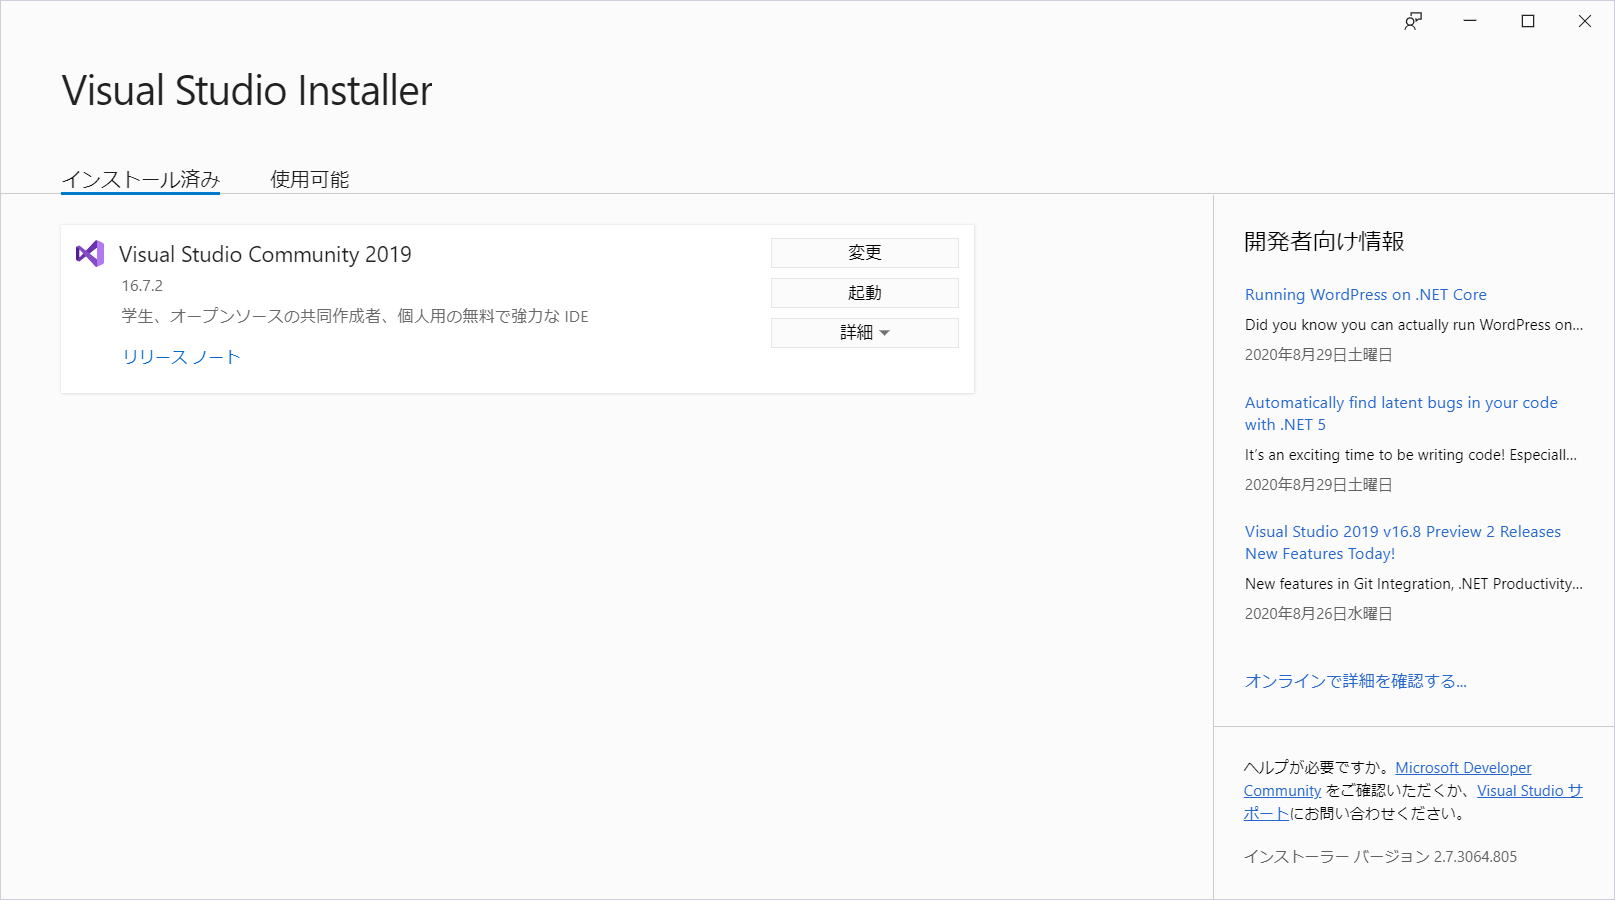 Visual Studio Installer
インストール済み
使用可能
Visual Studio Community 2019
16.7.2
学生、オープンソースの共同作成者、個人用の無料で強力な IDE
リリース ノート
変更
起動
詳細
開発者向け情報
Running WordPress on .NET Core
Did you know you can actually run WordPress on...
2020年8月29日土曜日
Automatically find latent bugs in your code
with .NET 5
It's an exciting time to be writing code! Especiall...
2020年8月29日土曜日
Visual Studio 2019 v16.8 Preview 2 Releases
New Features Today!
New features in Git Integration, .NET Productivity...
2020年8月26日水曜日
オンラインで詳細を確認する...
ヘルプが必要ですか。Microsoft Developer
Community をご確認いただくか、Visual Studio サ
ポートにお問い合わせください。
インストーラー バージョン 2.7.3064.805